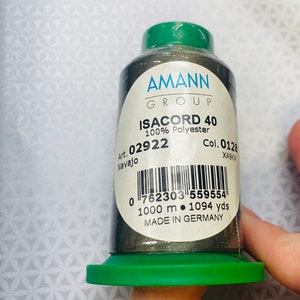 AMANN
GROUP
ISACORD 40
100% Polyester
Art. 02922 Col. 0128
Navajo
0 762303 559554
1000 m • 1094 yds
MADE IN GERMANY